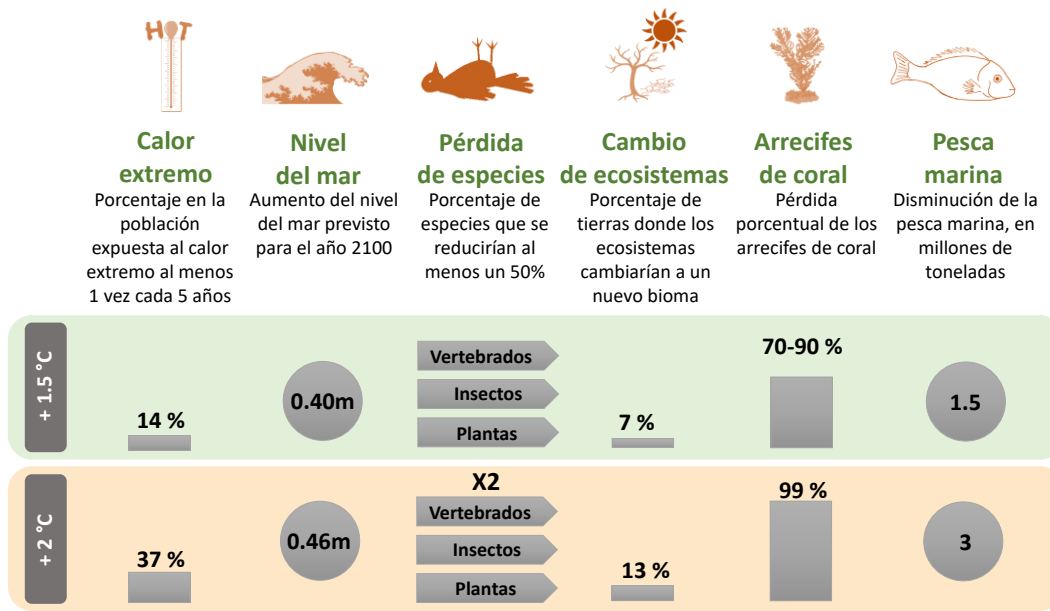 HOT
Calor
extremo
Porcentaje en la
población
expuesta al calor
extremo al menos
1 vez cada 5 años
Nivel
del mar
Aumento del nivel
del mar previsto
para el año 2100
Pérdida
de especies
Porcentaje de
especies que se
reducirían al
menos un 50%
Cambio
de ecosistemas
Porcentaje de
tierras donde los
ecosistemas
cambiarían a un
nuevo bioma
Arrecifes
de coral
Pérdida
porcentual de los
arrecifes de coral
Pesca
marina
Disminución de la
pesca marina, en
millones de
toneladas
+ 1.5 °C
14 %
0.40m
Vertebrados
Insectos
Plantas
7 %
70-90 %
1.5
+ 2 °C
37 %
0.46m
X2
Vertebrados
Insectos
Plantas
13 %
99 %
3